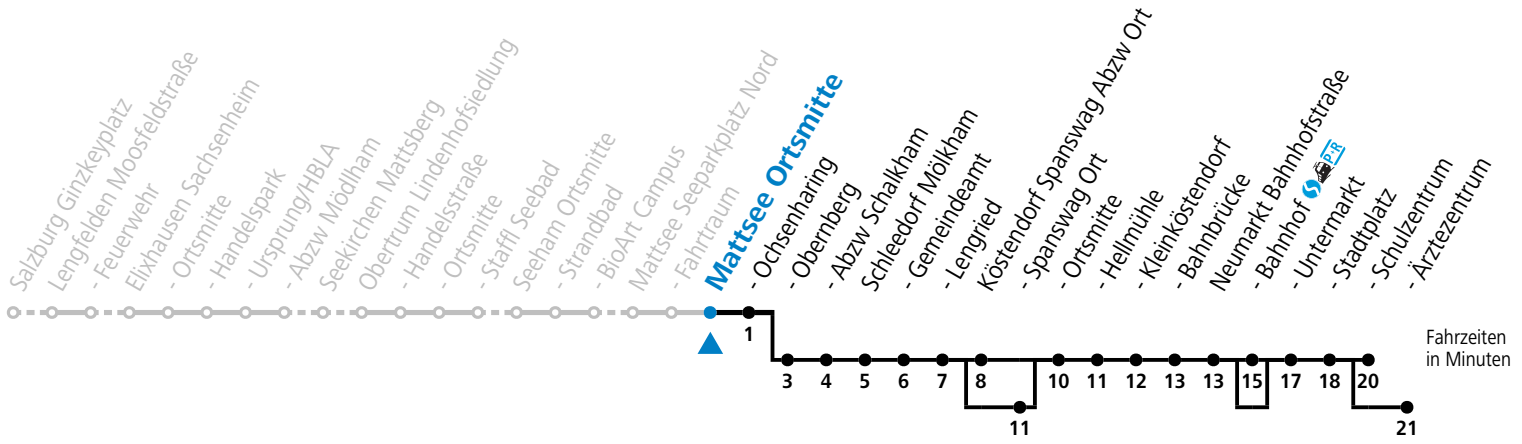 Salzburg Ginzkeyplatz
Lengfelden Moosfeldstraße
- Feuerwehr
Elixhausen Sachsenheim
- Ortsmitte
- Handelspark
- Ursprung/HBLA
- Abzw Mödlham
Seekirchen Mattsberg
Obertrum Lindenhofsiedlung
- Handelsstraße
- Ortsmitte
- Staffl Seebad
Seeham Ortsmitte
- Strandbad
- BioArt Campus
Mattsee Seeparkplatz Nord
- Fahrtraum
Mattsee Ortsmitte
- Ochsenharing
- Obernberg
- Abzw Schalkham
Schleedorf Mölkham
- Gemeindeamt
- Lengried
Köstendorf Spanswag Abzw Ort
- Spanswag Ort
- Ortsmitte
- Hellmühle
- Kleinköstendorf
- Bahnbrücke
Neumarkt Bahnhofstraße
- Bahnhof P+R
- Untermarkt
- Stadtplatz
- Schulzentrum
- Ärztezentrum
1
Fahrzeiten
in Minuten
3 4 5 6 7 8 10 11 12 13 13 15 17 18 20
11 21